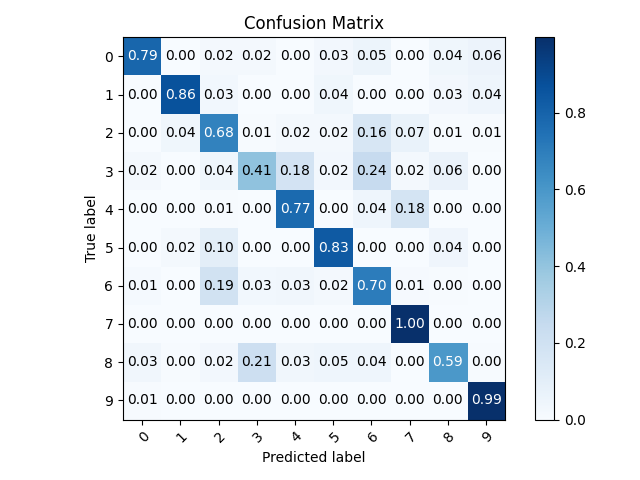 Confusion Matrix
0 0.79 0.00 0.02 0.02 0.00 0.03 0.05 0.00 0.04 0.06
1 0.00 0.86 0.03 0.00 0.00 0.04 0.00 0.00 0.03 0.04
2 0.00 0.04 0.68 0.01 0.02 0.02 0.16 0.07 0.01 0.01
3 0.02 0.00 0.04 0.41 0.18 0.02 0.24 0.02 0.06 0.00
4 0.00 0.00 0.01 0.00 0.77 0.00 0.04 0.18 0.00 0.00
5 0.00 0.02 0.10 0.00 0.00 0.83 0.00 0.00 0.04 0.00
6 0.01 0.00 0.19 0.03 0.03 0.02 0.70 0.01 0.00 0.00
7 0.00 0.00 0.00 0.00 0.00 0.00 0.00 1.00 0.00 0.00
8 0.03 0.00 0.02 0.21 0.03 0.05 0.04 0.00 0.59 0.00
9 0.01 0.00 0.00 0.00 0.00 0.00 0.00 0.00 0.00 0.99
0 1 2 3 4 5 6 7 8 9
Predicted label
True label
0.8
0.6
0.4
0.2
0.0